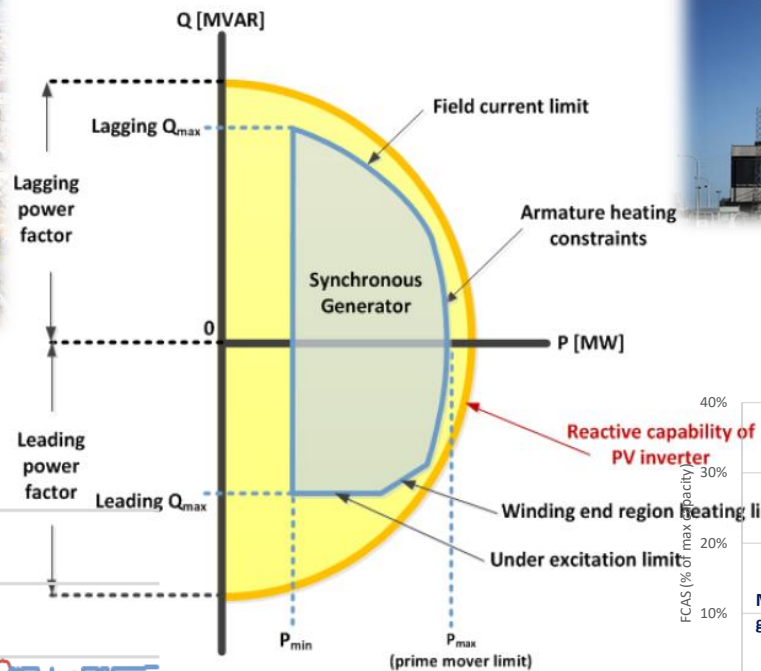 Q [MVAR]
Field current limit
Lagging Qmax
Lagging
power
factor
Armature heating
constraints
Synchronous
Generator
0
P [MW]
40%
Reactive capability of
PV inverter
Leading
power
factor
30%
Leading Qmax
Winding end region heating li
20%
Under excitation limit
FCAS (% of max capacity)
10%
Pmin
Pmax
(prime mover limit)